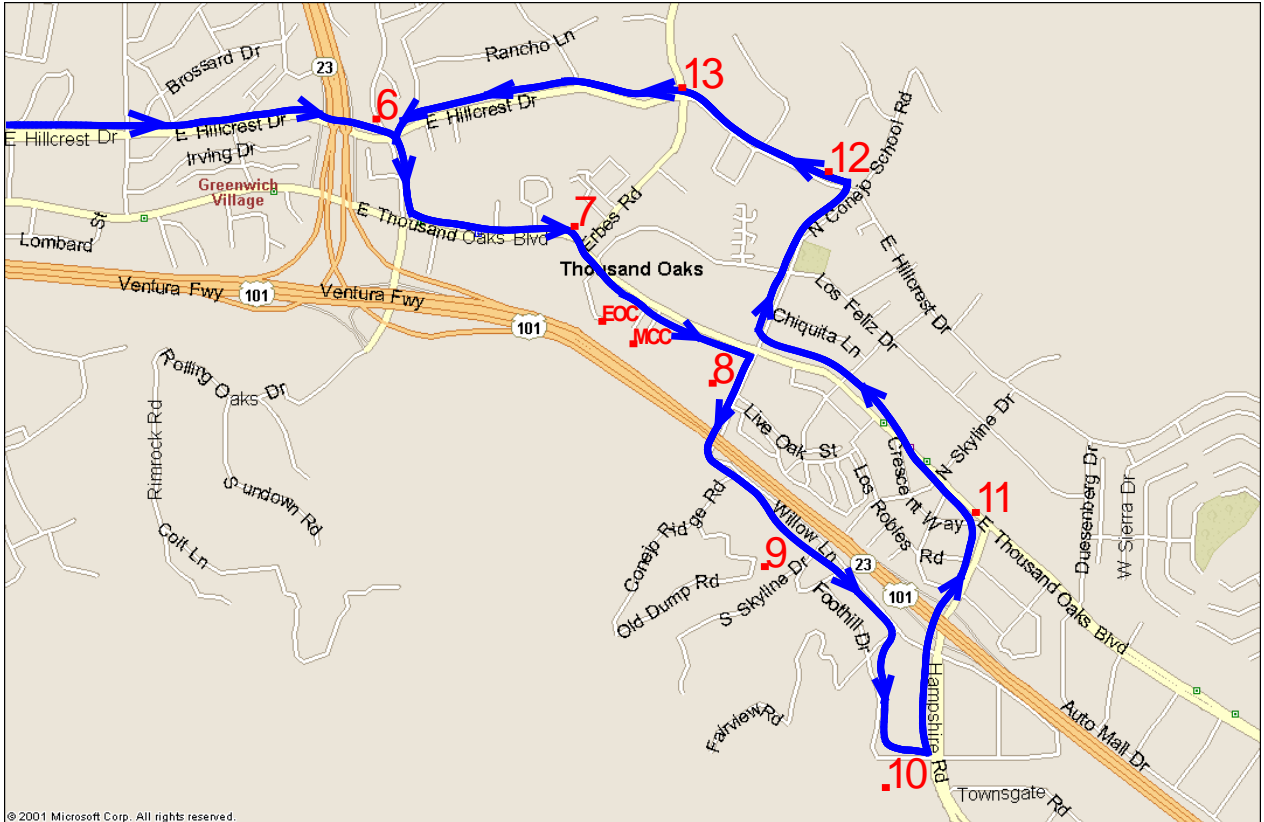 Rancho Ln
13
Brossard Dr
23
6
E Hillcrest Dr
E Hillcrest Dr
E Hillcrest Dr
N Conejo School Rd
12
Irving Dr
Greenwich
Village
7
E Thousand Oaks Blvd
Erbes Rd
St
Lombard
E Hillcrest Dr
Thousand Oaks
Ventura Fwy
101
Ventura Fwy
101
Los Feliz Dr
EOC
MCC
Chiquita Ln
8
Rolling Oaks Dr
Rimrock Rd
Live Oak St
N Skyline Dr
Crescent Way
Los Robles Rd
Duesenberg Dr
W Sierra Dr
Sundown Rd
11
Conejo Ridge Rd
Willow Ln
E Thousand Oaks Blvd
Colt Ln
9
23
101
Old Dump Rd
S Skyline Dr
Foothill Dr
Fairview Rd
Hampshire Rd
Auto Mall Dr
10
Townsgate Rd
© 2001 Microsoft Corp. All rights reserved.